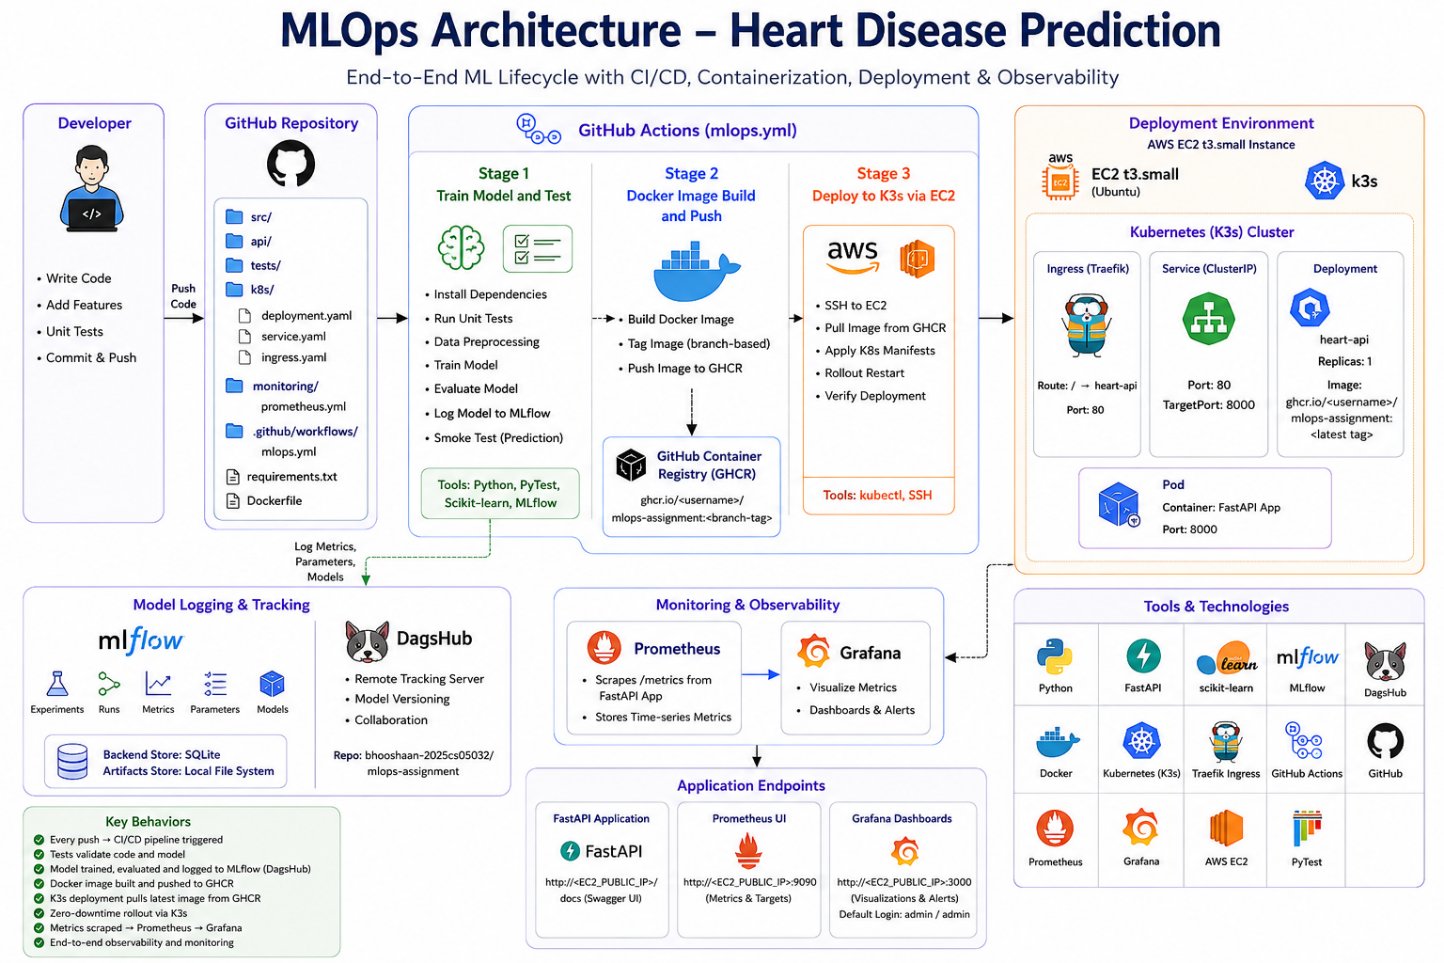 MLOps Architecture – Heart Disease Prediction
End-to-End ML Lifecycle with CI/CD, Containerization, Deployment & Observability
Developer
</>
• Write Code
• Add Features
• Unit Tests
• Commit & Push
Push
Code
GitHub Repository
src/
api/
tests/
k8s/
deployment.yaml
service.yaml
ingress.yaml
monitoring/
prometheus.yml
.github/workflows/
mlops.yml
requirements.txt
Dockerfile
GitHub Actions (mlops.yml)
Stage 1
Train Model and Test
• Install Dependencies
• Run Unit Tests
• Data Preprocessing
• Train Model
• Evaluate Model
• Log Model to MLflow
• Smoke Test (Prediction)
Tools: Python, PyTest,
Scikit-learn, MLflow
Stage 2
Docker Image Build
and Push
• Build Docker Image
• Tag Image (branch-based)
• Push Image to GHCR
GitHub Container
Registry (GHCR)
ghcr.io/<username>/
mlops-assignment:<branch-tag>
Stage 3
Deploy to K3s via EC2
aws
• SSH to EC2
• Pull Image from GHCR
• Apply K8s Manifests
• Rollout Restart
• Verify Deployment
Tools: kubectl, SSH
Deployment Environment
AWS EC2 t3.small Instance
aws
EC2
EC2 t3.small
(Ubuntu)
k3s
Kubernetes (K3s) Cluster
Ingress (Traefik)
Route: / → heart-api
Port: 80
Service (ClusterIP)
Port: 80
TargetPort: 8000
Deployment
heart-api
Replicas: 1
Image:
ghcr.io/<username>/
mlops-assignment:
<latest tag>
Pod
Container: FastAPI App
Port: 8000
Log Metrics,
Parameters,
Models
Model Logging & Tracking
mlflow
Experiments
Runs
Metrics
Parameters
Models
Backend Store: SQLite
Artifacts Store: Local File System
DagsHub
• Remote Tracking Server
• Model Versioning
• Collaboration
Repo: bhooshaan-2025cs05032/
mlops-assignment
Monitoring & Observability
Prometheus
• Scrapes /metrics from
FastAPI App
• Stores Time-series Metrics
Grafana
• Visualize Metrics
• Dashboards & Alerts
Tools & Technologies
Python
FastAPI
learn
scikit-learn
mlflow
MLflow
DagsHub
Docker
Kubernetes (K3s)
Traefik Ingress
GitHub Actions
GitHub
Prometheus
Grafana
AWS EC2
PyTest
Key Behaviors
Every push → CI/CD pipeline triggered
Tests validate code and model
Model trained, evaluated and logged to MLflow (DagsHub)
Docker image built and pushed to GHCR
K3s deployment pulls latest image from GHCR
Zero-downtime rollout via K3s
Metrics scraped → Prometheus → Grafana
End-to-end observability and monitoring
Application Endpoints
FastAPI Application
FastAPI
http://<EC2_PUBLIC_IP>/
docs (Swagger UI)
Prometheus UI
http://<EC2_PUBLIC_IP>:9090
(Metrics & Targets)
Grafana Dashboards
http://<EC2_PUBLIC_IP>:3000
(Visualizations & Alerts)
Default Login: admin / admin